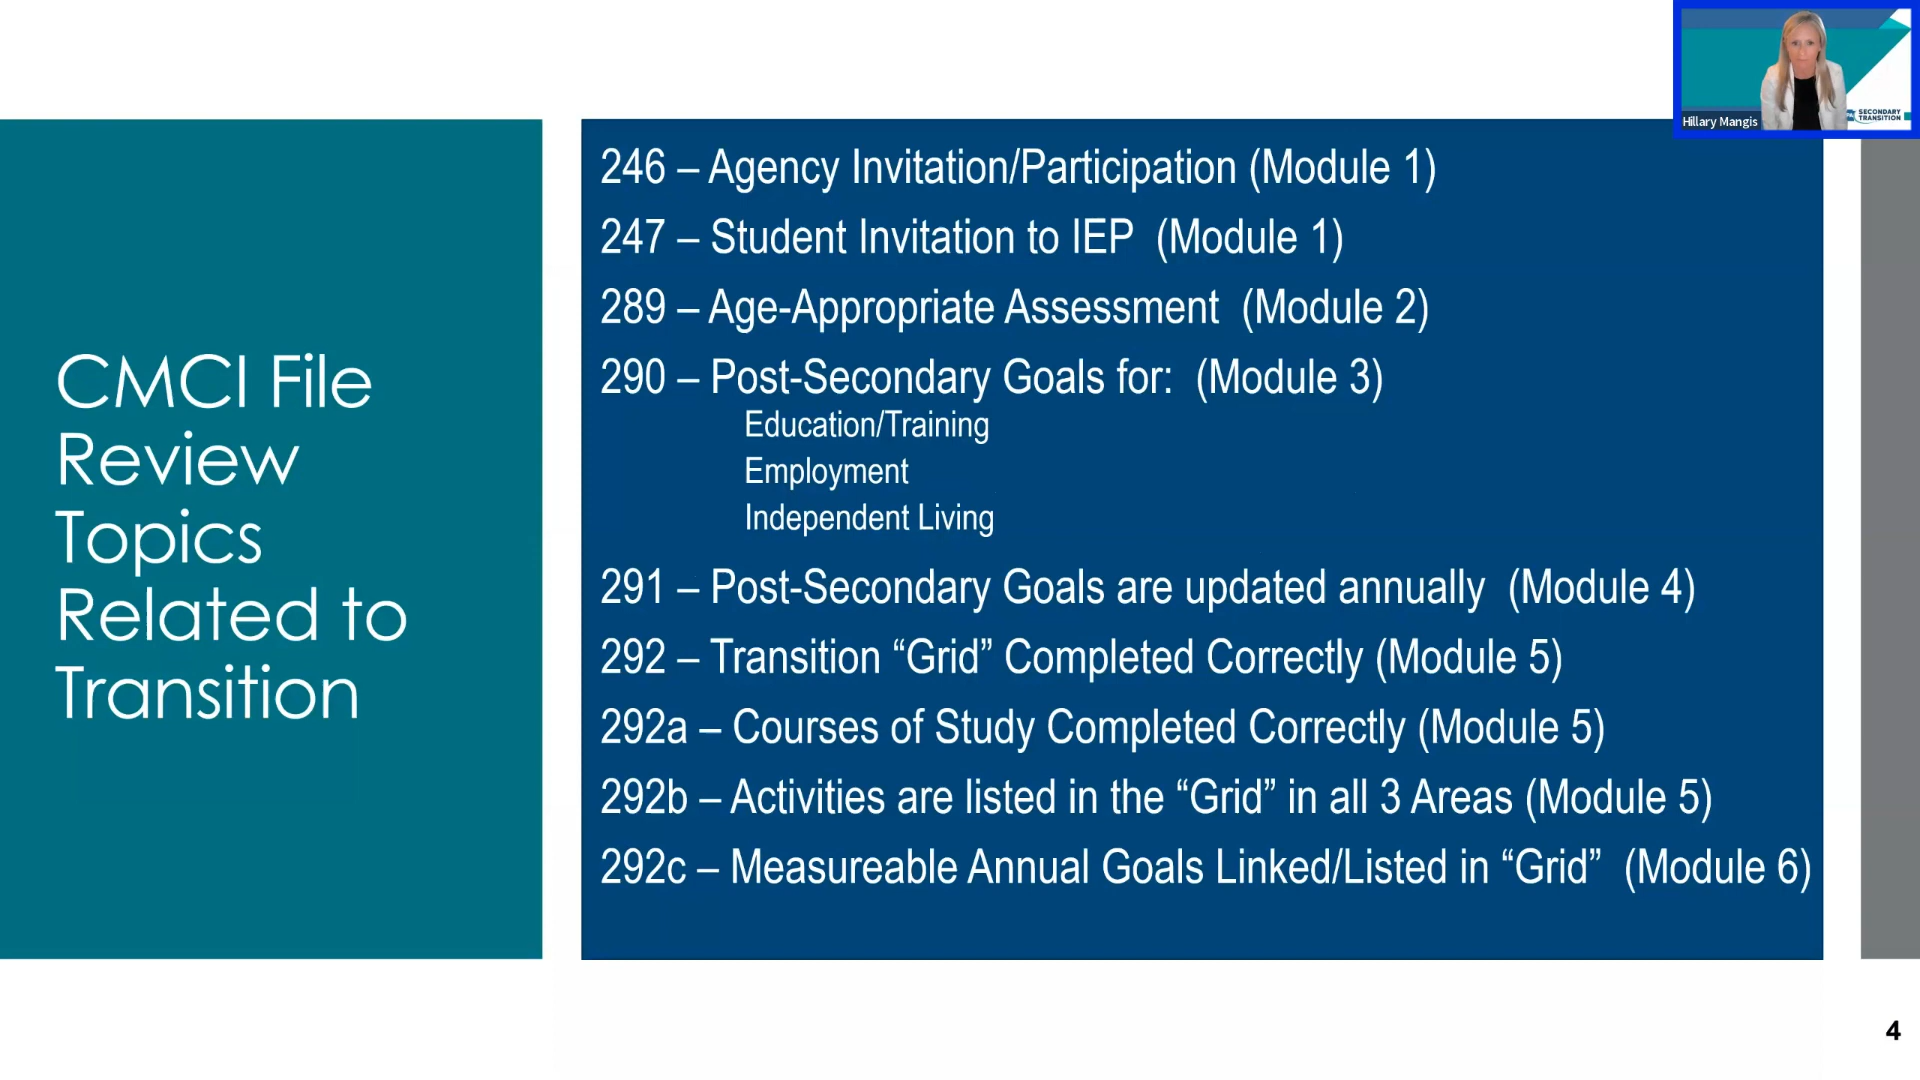 CMCI File
Review
Topics
Related to
Transition
246 – Agency Invitation/Participation (Module 1)
247 – Student Invitation to IEP (Module 1)
289 – Age-Appropriate Assessment (Module 2)
290 – Post-Secondary Goals for: (Module 3)
Education/Training
Employment
Independent Living
291 – Post-Secondary Goals are updated annually (Module 4)
292 – Transition “Grid” Completed Correctly (Module 5)
292a – Courses of Study Completed Correctly (Module 5)
292b – Activities are listed in the “Grid” in all 3 Areas (Module 5)
292c – Measureable Annual Goals Linked/Listed in “Grid” (Module 6)
Hillary Mangis
SECONDARY
TRANSITION
4